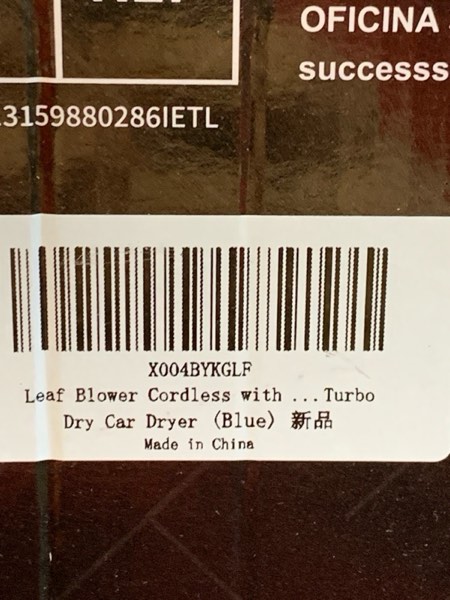 OFICINA
successs
3159880286IETL
X004BYKGLF
Leaf Blower Cordless with ...Turbo
Dry Car Dryer (Blue) 新品
Made in China